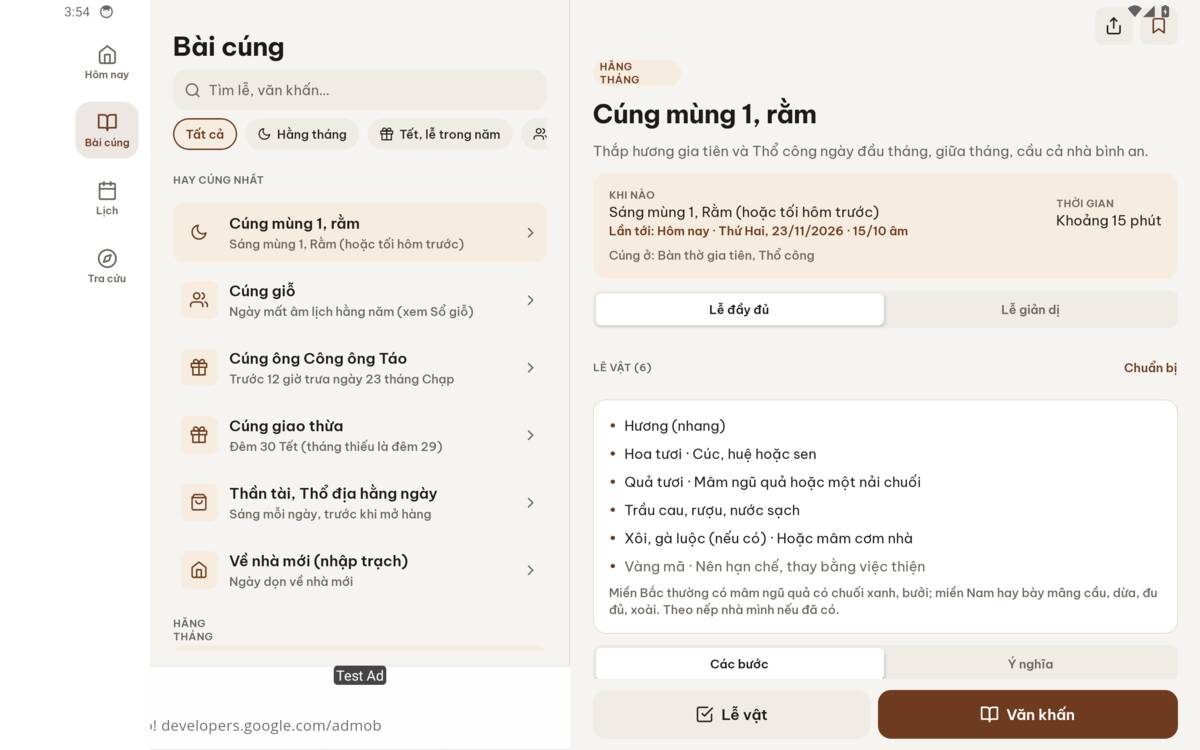 3:54
Hôm nay
Bài cúng
Lịch
Tra cứu
Bài cúng
Tìm lễ, văn khấn...
Tất cả
Hằng tháng
Tết, lễ trong năm
HAY CÚNG NHẤT
Cúng mùng 1, rằm
Sáng mùng 1, Rằm (hoặc tối hôm trước)
Cúng giỗ
Ngày mất âm lịch hằng năm (xem Sổ giỗ)
Cúng ông Công ông Táo
Trước 12 giờ trưa ngày 23 tháng Chạp
Cúng giao thừa
Đêm 30 Tết (tháng thiếu là đêm 29)
Thần tài, Thổ địa hằng ngày
Sáng mỗi ngày, trước khi mở hàng
Về nhà mới (nhập trạch)
Ngày dọn về nhà mới
HẰNG
THÁNG
Test Ad
! developers.google.com/admob
HẰNG
THÁNG
Cúng mùng 1, rằm
Thắp hương gia tiên và Thổ công ngày đầu tháng, giữa tháng, cầu cả nhà bình an.
KHI NÀO
Sáng mùng 1, Rằm (hoặc tối hôm trước)
Lần tới: Hôm nay · Thứ Hai, 23/11/2026 · 15/10 âm
Cúng ở: Bàn thờ gia tiên, Thổ công
THỜI GIAN
Khoảng 15 phút
Lễ đầy đủ
Lễ giản dị
LỄ VẬT (6)
Chuẩn bị
• Hương (nhang)
• Hoa tươi · Cúc, huệ hoặc sen
• Quả tươi · Mâm ngũ quả hoặc một nải chuối
• Trầu cau, rượu, nước sạch
• Xôi, gà luộc (nếu có) · Hoặc mâm cơm nhà
• Vàng mã · Nên hạn chế, thay bằng việc thiện
Miền Bắc thường có mâm ngũ quả có chuối xanh, bưởi; miền Nam hay bày mãng cầu, dừa, đu
đủ, xoài. Theo nếp nhà mình nếu đã có.
Các bước
Ý nghĩa
Lễ vật
Văn khấn